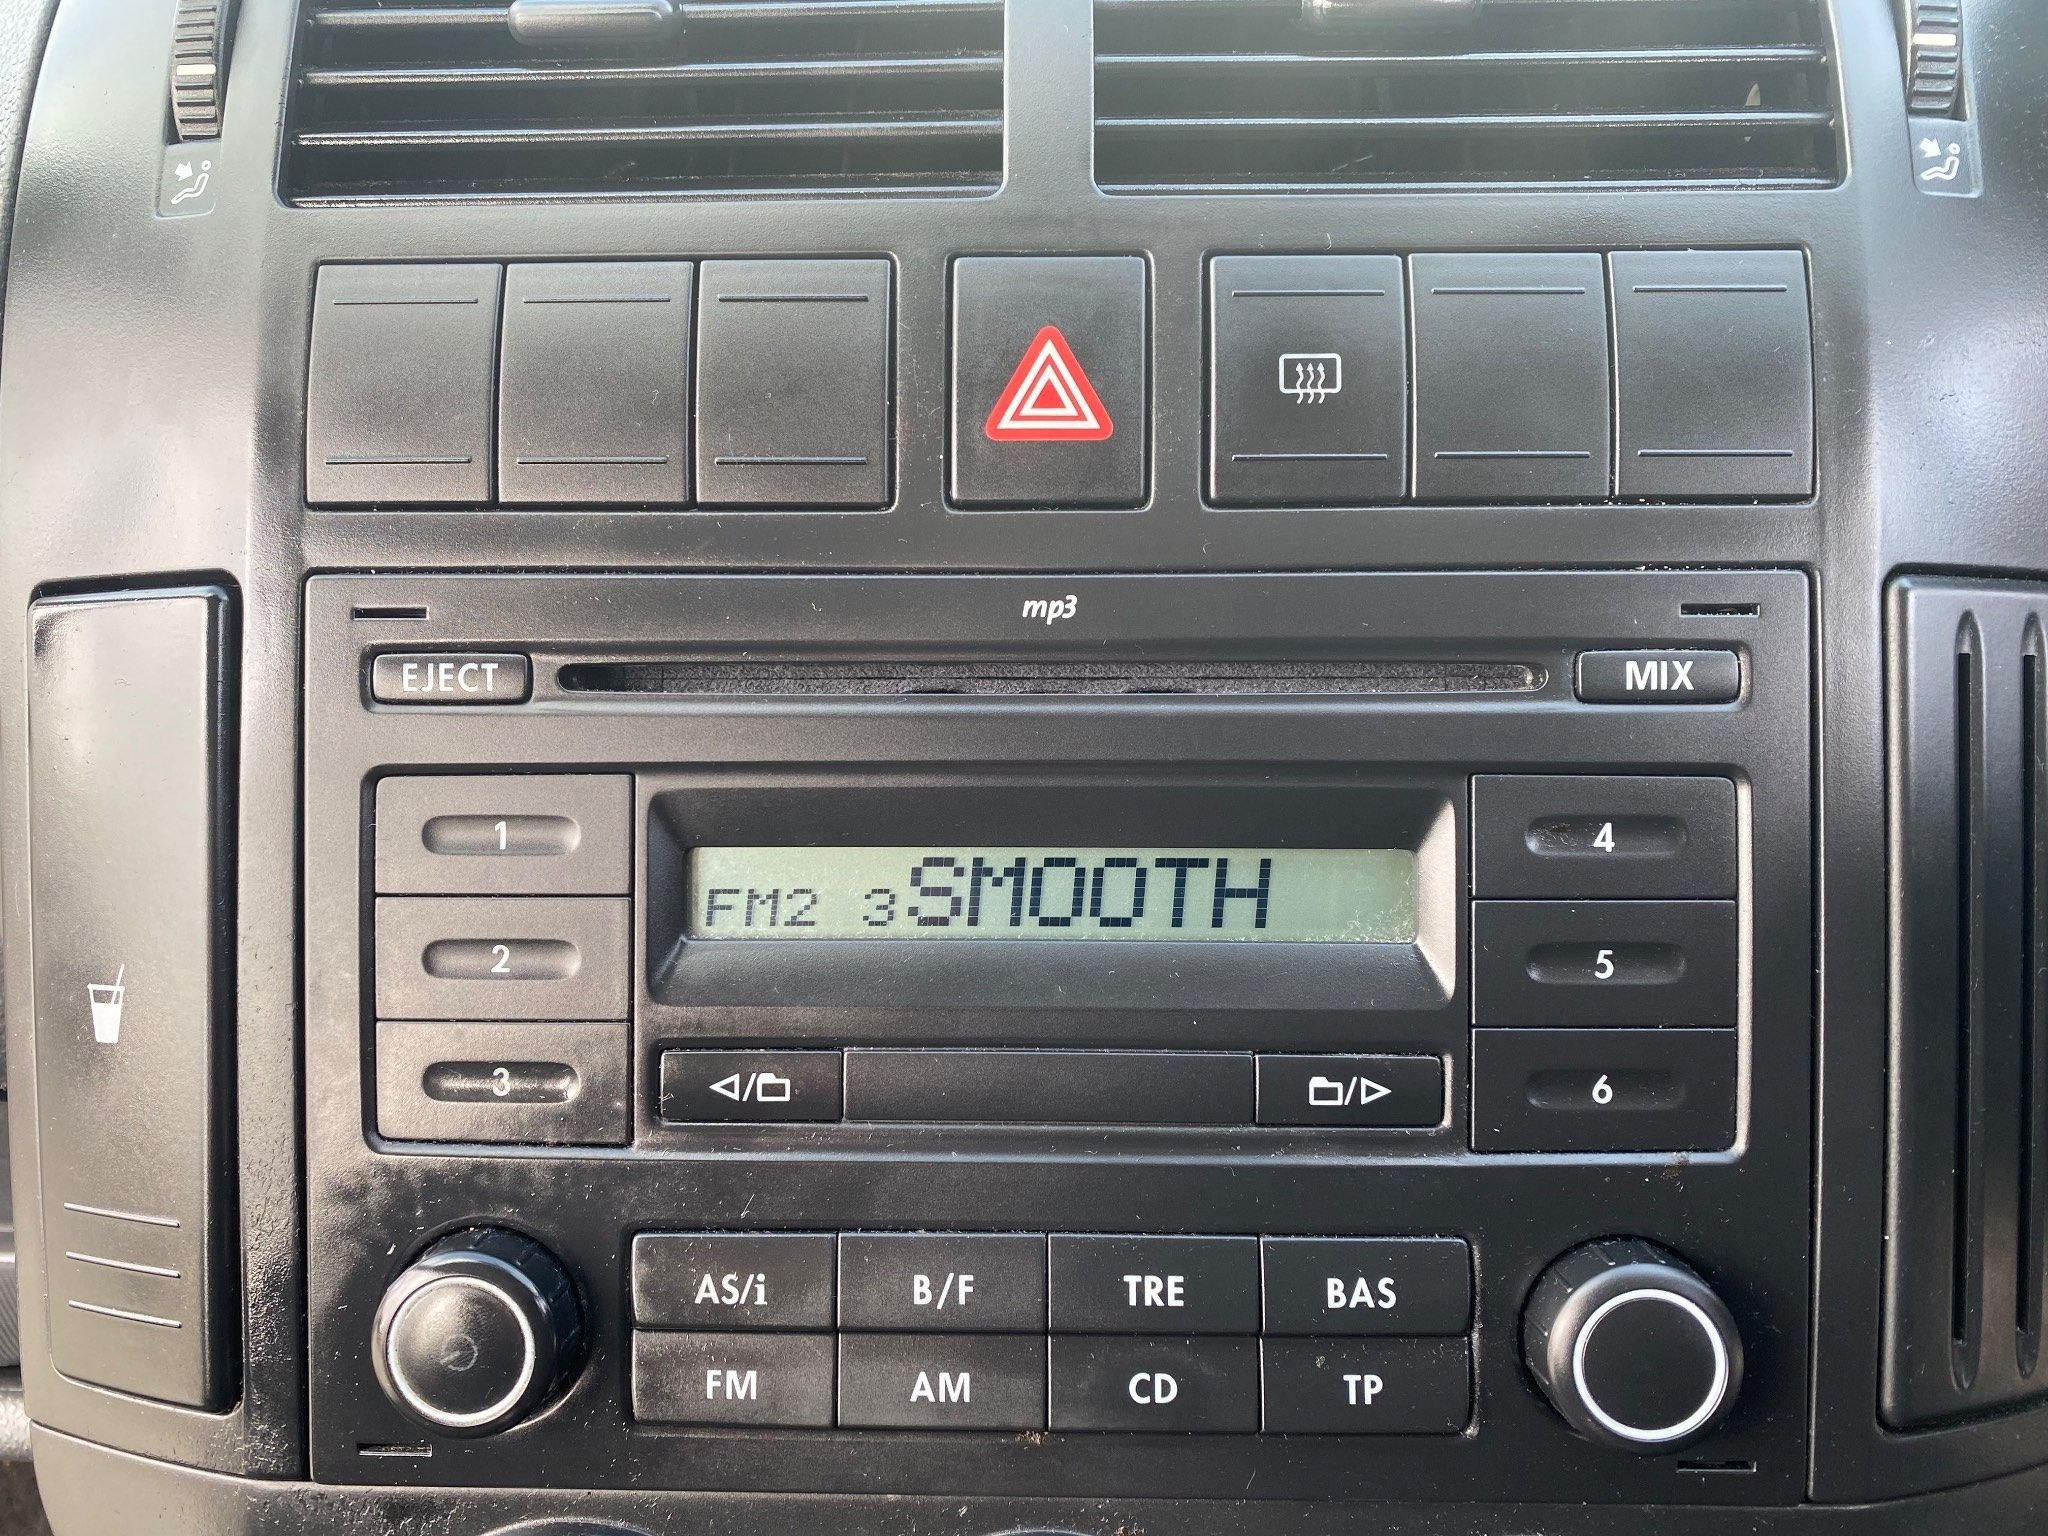 mp3
EJECT
MIX
1
4
FM2 3 SMOOTH
2
5
3
6
AS/i B/F TRE BAS
FM AM CD TP